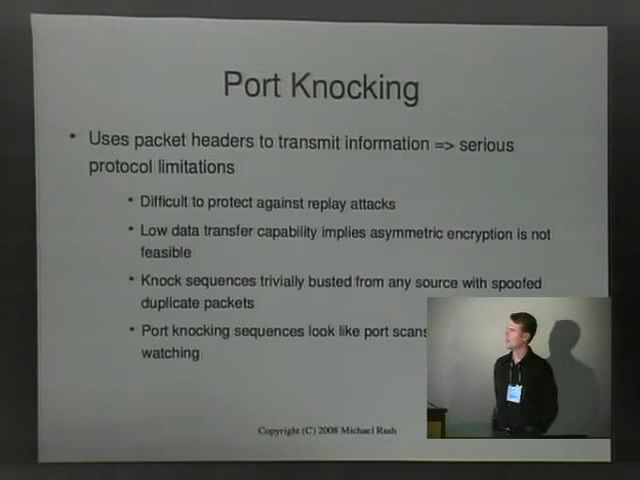 Port Knocking
• Uses packet headers to transmit information => serious
protocol limitations
• Difficult to protect against replay attacks
• Low data transfer capability implies asymmetric encryption is not
feasible
• Knock sequences trivially busted from any source with spoofed
duplicate packets
• Port knocking sequences look like port scans
watching
Copyright (C) 2008 Michael Rash